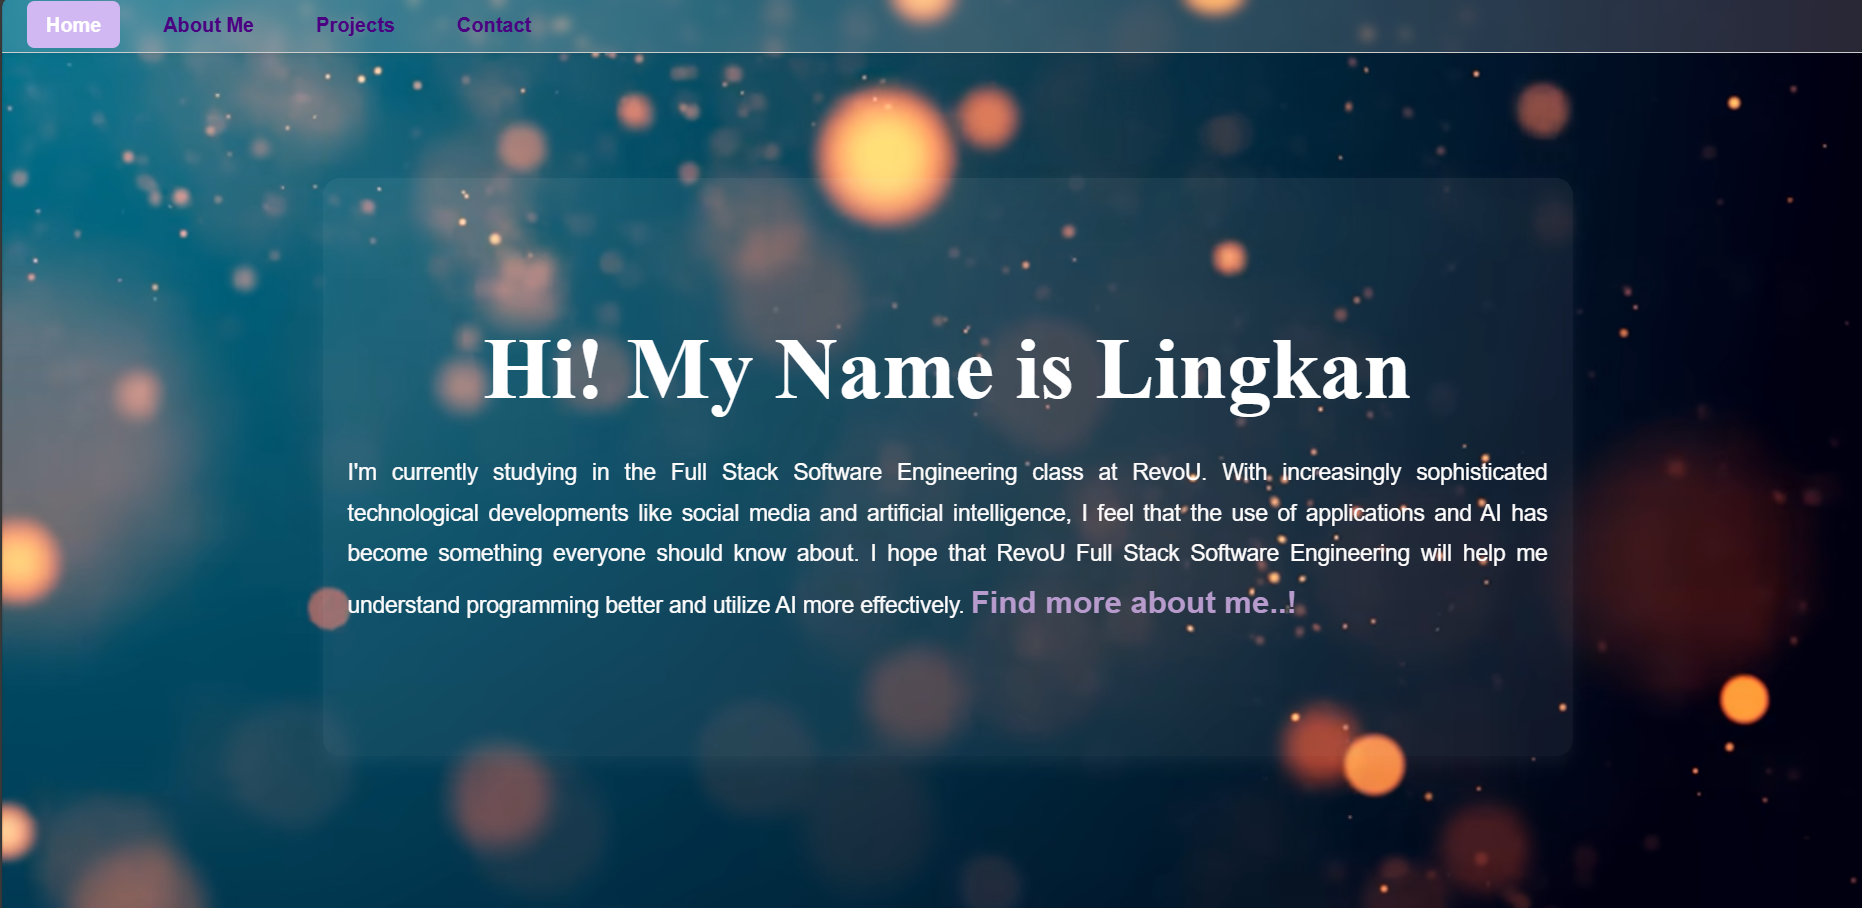 Home About Me Projects Contact
Hi! My Name is Lingkan
I'm currently studying in the Full Stack Software Engineering class at RevoU. With increasingly sophisticated
technological developments like social media and artificial intelligence, I feel that the use of applications and AI has
become something everyone should know about. I hope that RevoU Full Stack Software Engineering will help me
understand programming better and utilize AI more effectively. Find more about me..!